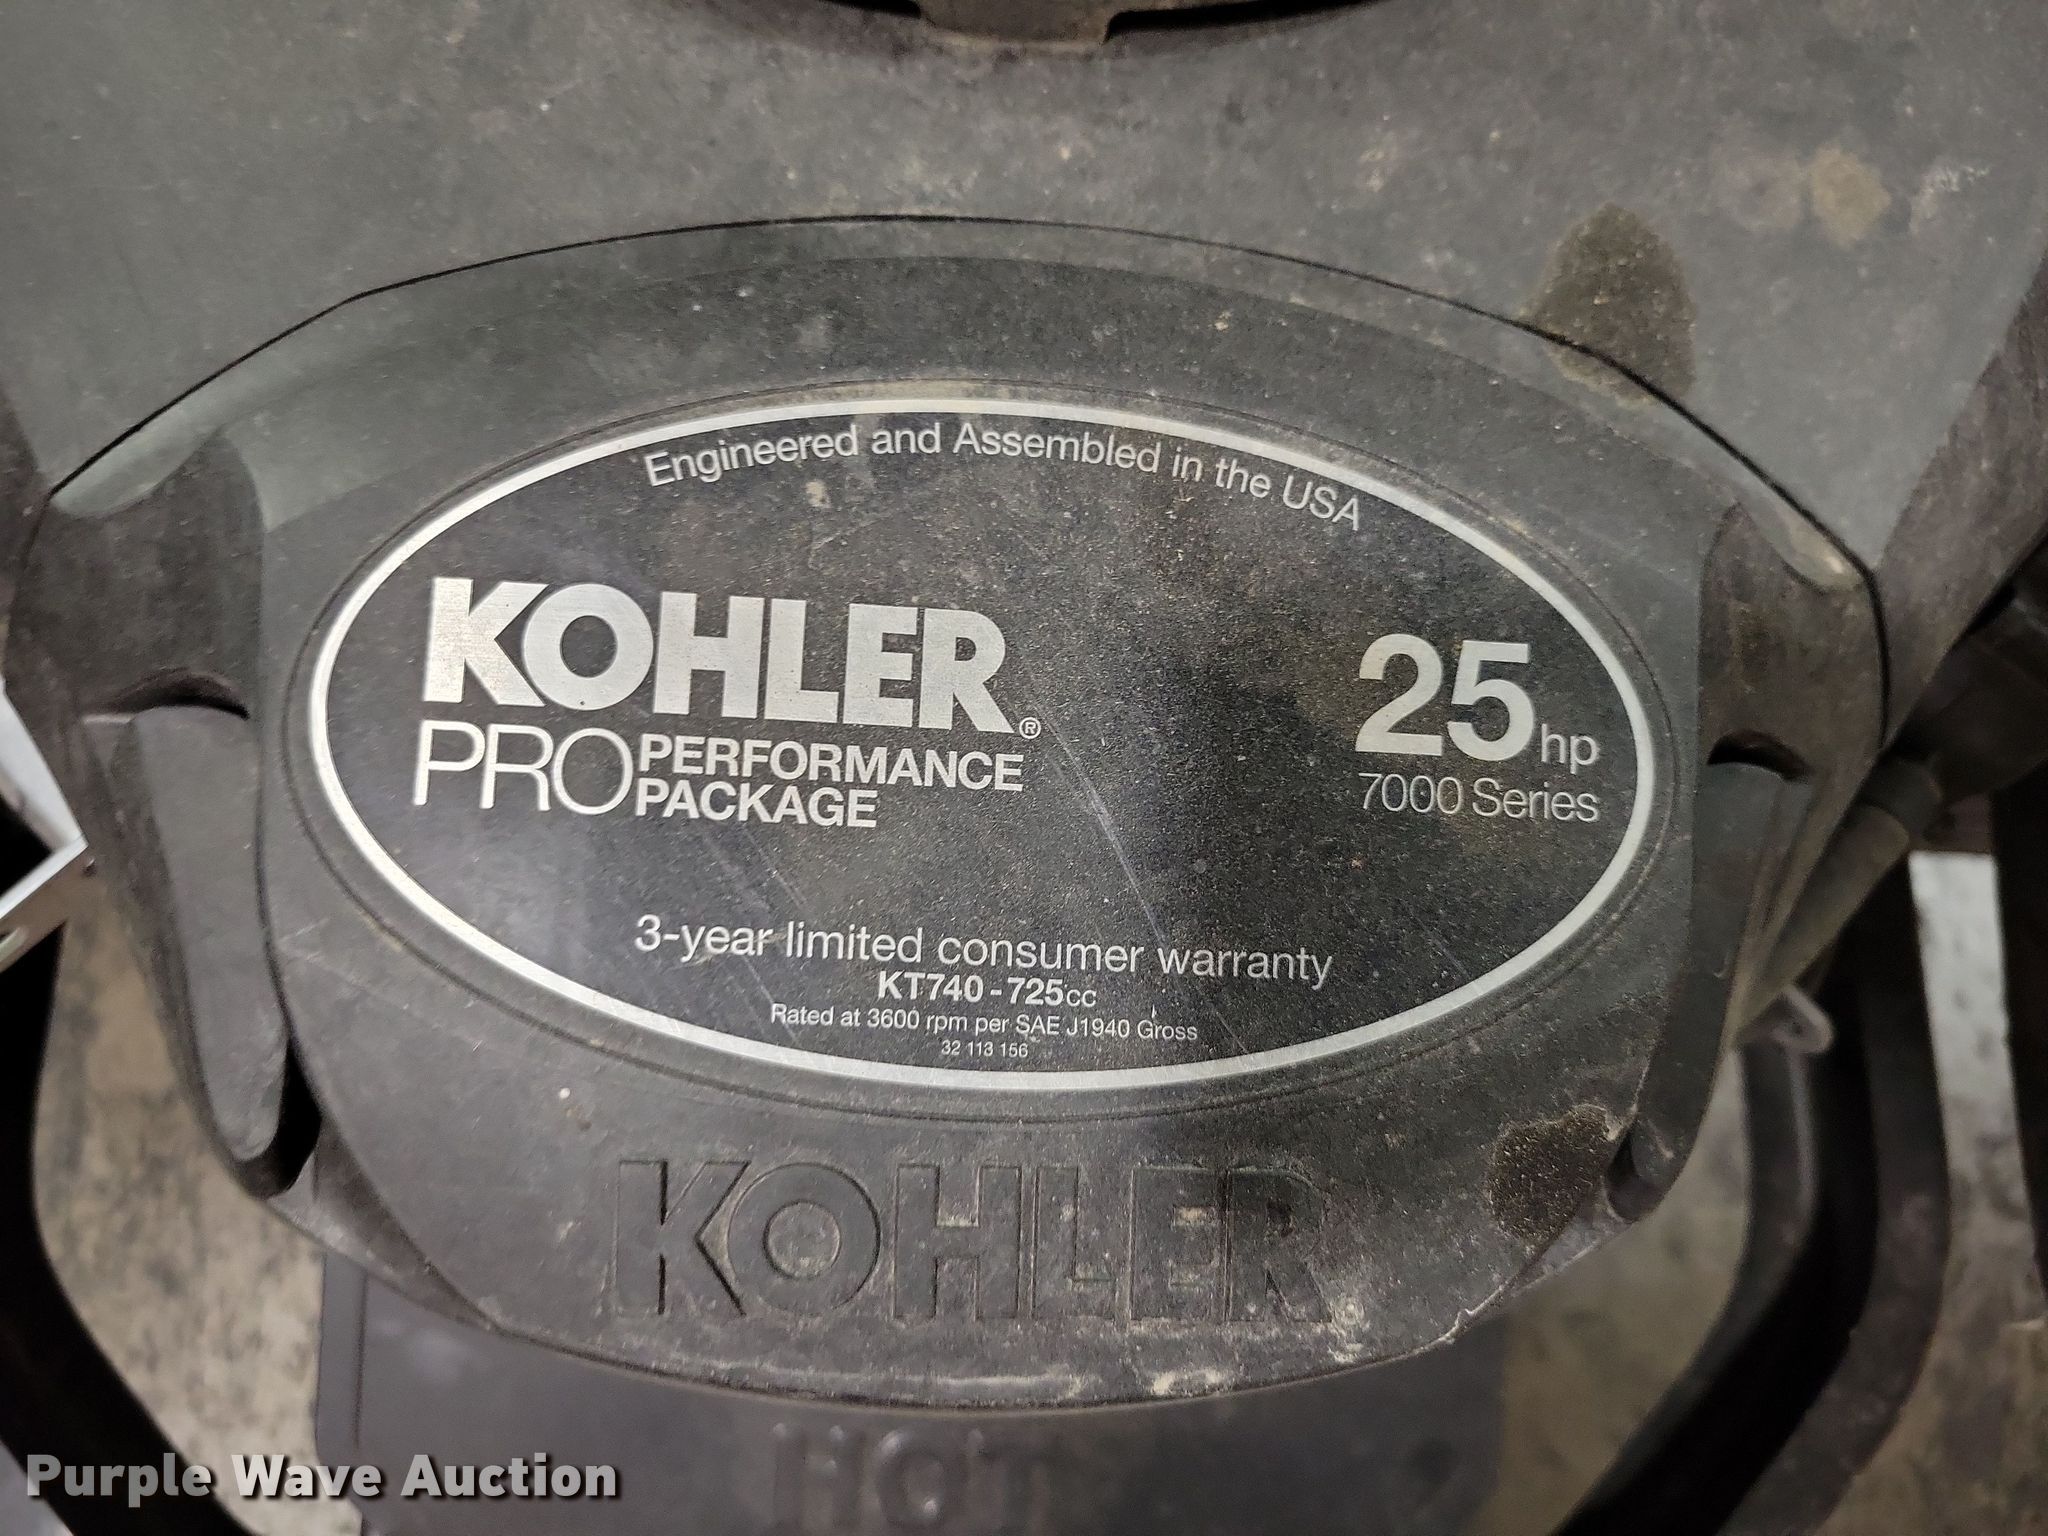 Engineered and Assembled in the USA
KOHLER®
PRO PERFORMANCE
PACKAGE
25 hp
7000 Series
3-year limited consumer warranty
KT740 - 725cc
Rated at 3600 rpm per SAE J1940 Gross
32 113 156
KOHLER
HOT
Purple Wave Auction